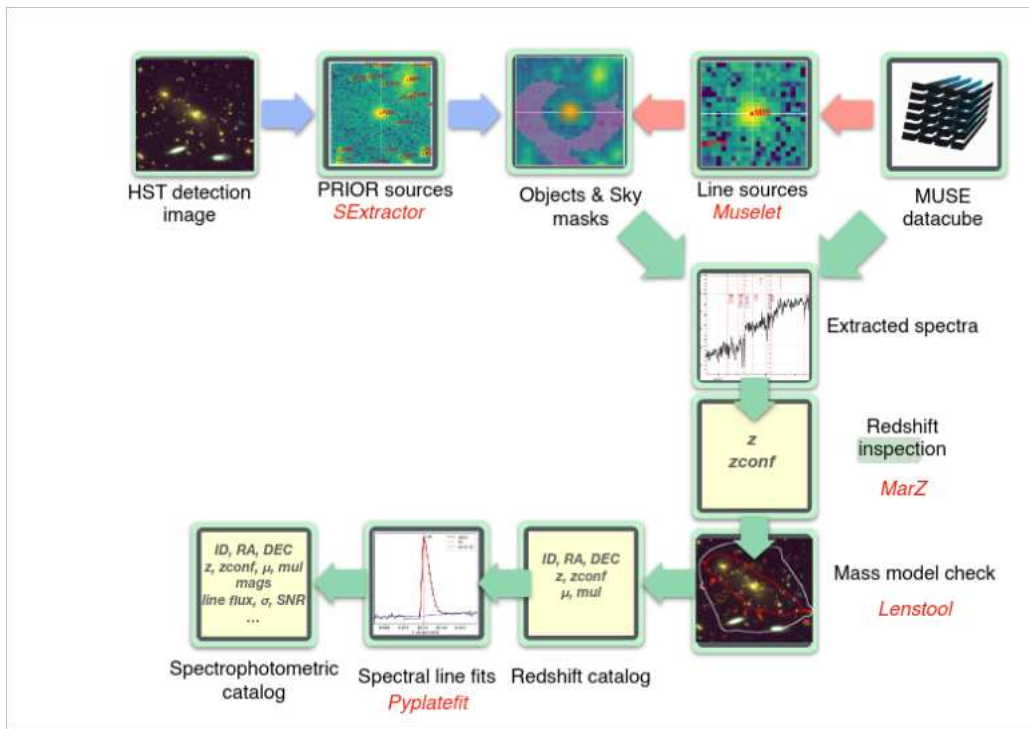 HST detection
image
PRIOR sources
SExtractor
Objects & Sky
masks
Line sources
Muselet
MUSE
datacube
Extracted spectra
z
zconf
Redshift
inspection
MarZ
Mass model check
Lenstool
ID, RA, DEC
z, zconf
μ, mul
Redshift catalog
Spectral line fits
Pyplatefit
ID, RA, DEC
z, zconf, μ, mul
mags
line flux, σ, SNR
...
Spectrophotometric
catalog